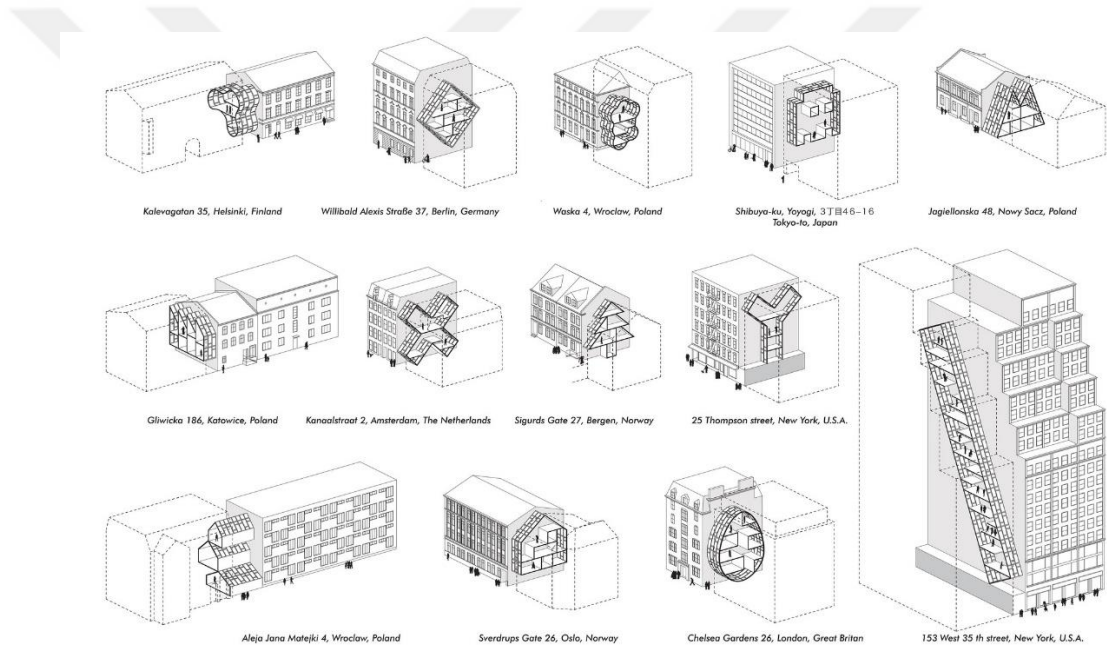 Kalevagatan 35, Helsinki, Finland
Willibald Alexis Straße 37, Berlin, Germany
Waska 4, Wroclaw, Poland
Shibuya-ku, Yoyogi, 3丁目46−16
Tokyo-to, Japan
Jagiellonska 48, Nowy Sacz, Poland
Gliwicka 186, Katowice, Poland
Kanaalstraat 2, Amsterdam, The Netherlands
Sigurds Gate 27, Bergen, Norway
25 Thompson street, New York, U.S.A.
Aleja Jana Matejki 4, Wroclaw, Poland
Sverdrups Gate 26, Oslo, Norway
Chelsea Gardens 26, London, Great Britan
153 West 35 th street, New York, U.S.A.